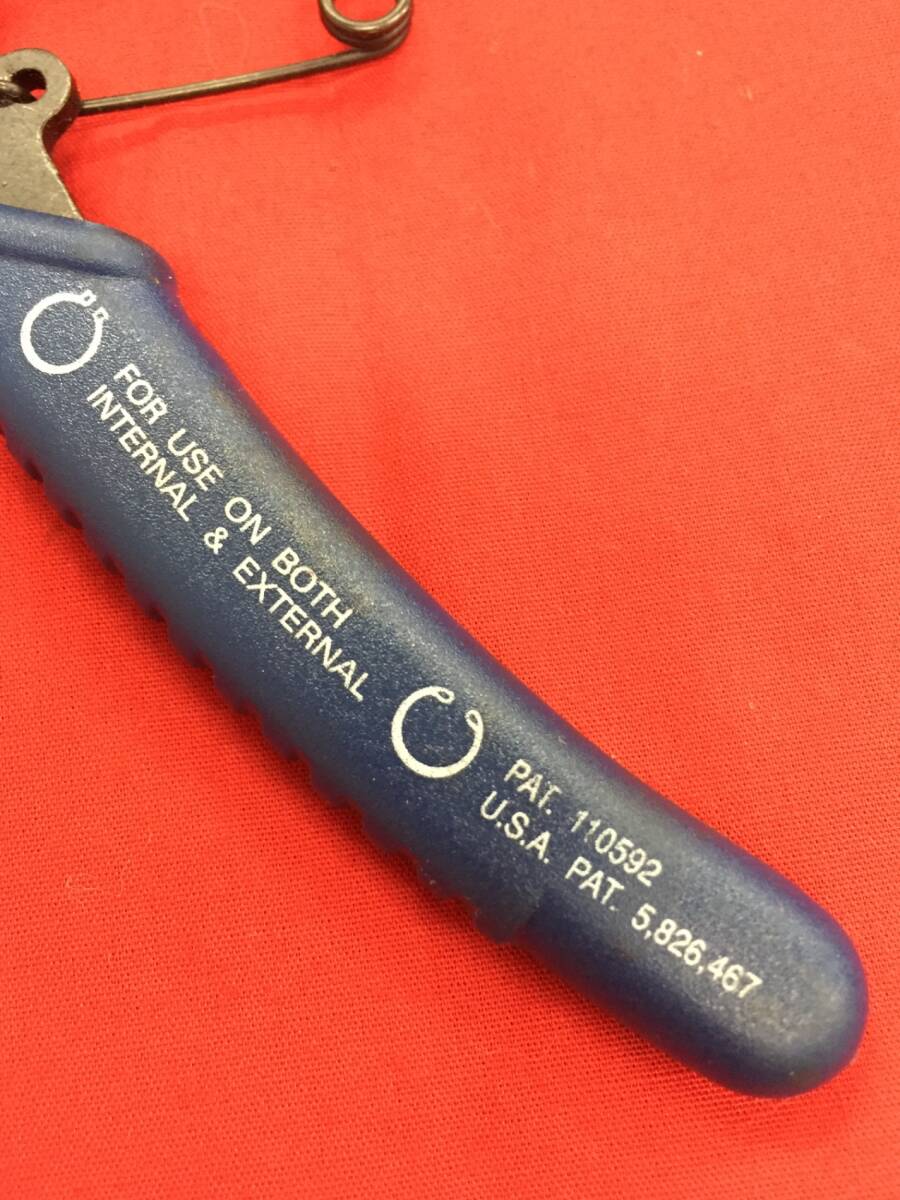 FOR USE ON BOTH
INTERNAL & EXTERNAL
PAT. 110592
U.S.A. PAT. 5,826,467